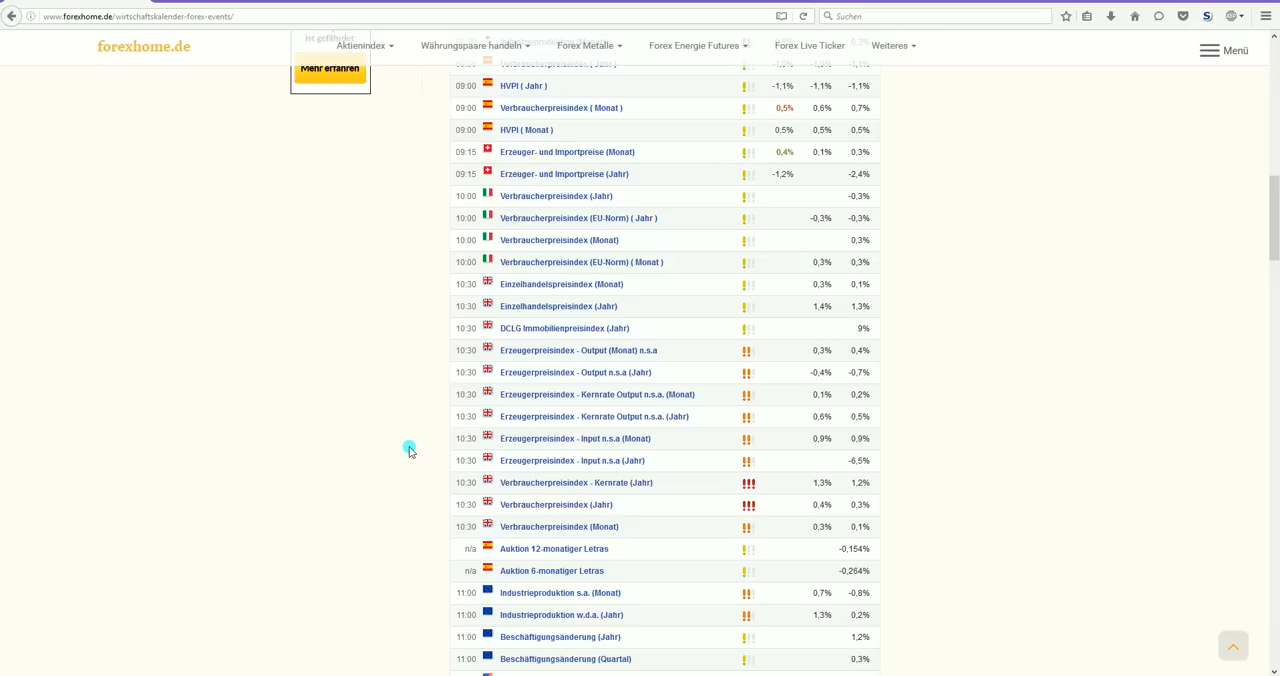 www.forexhome.de/wirtschaftskalender-forex-events/
Suchen
ist gefährdet
Mehr erfahren
forexhome.de
Aktienindex
Währungspaare handeln
Forex Metalle
Forex Energie Futures
Forex Live Ticker
Weiteres
Menü
09:00 HVPI ( Jahr ) -1,1% -1,1% -1,1%
09:00 Verbraucherpreisindex ( Monat ) 0,5% 0,6% 0,7%
09:00 HVPI ( Monat ) 0,5% 0,5% 0,5%
09:15 Erzeuger- und Importpreise (Monat) 0,4% 0,1% 0,3%
09:15 Erzeuger- und Importpreise (Jahr) -1,2% -2,4%
10:00 Verbraucherpreisindex (Jahr) -0,3%
10:00 Verbraucherpreisindex (EU-Norm) ( Jahr ) -0,3% -0,3%
10:00 Verbraucherpreisindex (Monat) 0,3%
10:00 Verbraucherpreisindex (EU-Norm) ( Monat ) 0,3% 0,3%
10:30 Einzelhandelspreisindex (Monat) 0,3% 0,1%
10:30 Einzelhandelspreisindex (Jahr) 1,4% 1,3%
10:30 DCLG Immobilienpreisindex (Jahr) 9%
10:30 Erzeugerpreisindex - Output (Monat) n.s.a 0,3% 0,4%
10:30 Erzeugerpreisindex - Output n.s.a (Jahr) -0,4% -0,7%
10:30 Erzeugerpreisindex - Kernrate Output n.s.a. (Monat) 0,1% 0,2%
10:30 Erzeugerpreisindex - Kernrate Output n.s.a. (Jahr) 0,6% 0,5%
10:30 Erzeugerpreisindex - Input n.s.a (Monat) 0,9% 0,9%
10:30 Erzeugerpreisindex - Input n.s.a (Jahr) -6,5%
10:30 Verbraucherpreisindex - Kernrate (Jahr) 1,3% 1,2%
10:30 Verbraucherpreisindex (Jahr) 0,4% 0,3%
10:30 Verbraucherpreisindex (Monat) 0,3% 0,1%
n/a Auktion 12-monatiger Letras -0,154%
n/a Auktion 6-monatiger Letras -0,264%
11:00 Industrieproduktion s.a. (Monat) 0,7% -0,8%
11:00 Industrieproduktion w.d.a. (Jahr) 1,3% 0,2%
11:00 Beschäftigungsänderung (Jahr) 1,2%
11:00 Beschäftigungsänderung (Quartal) 0,3%